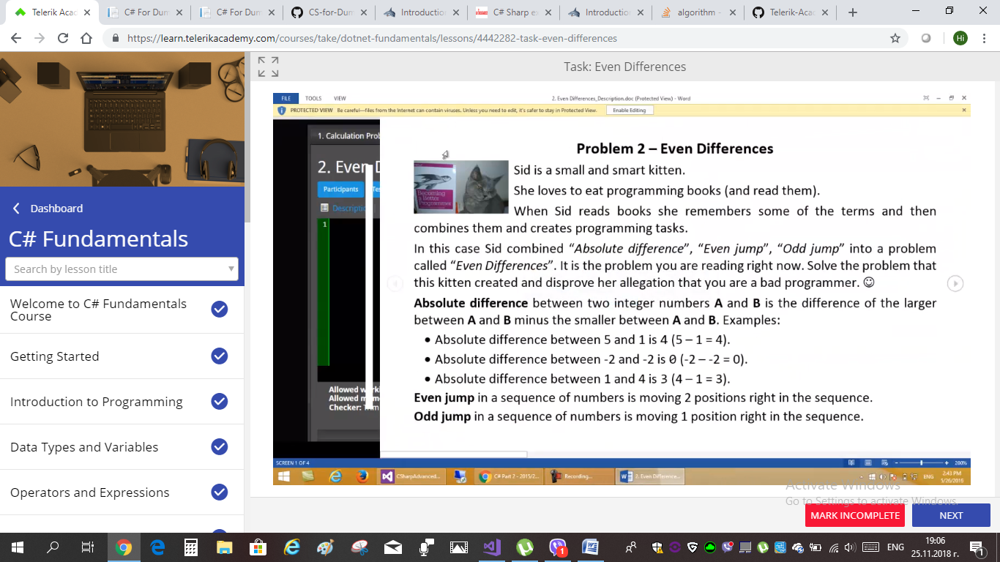 Telerik Aca
C# For Dum
C# For Dum
CS-for-Dum
Introduction
C# Sharp e
Introduction
algorithm -
Telerik-Aca
https://learn.telerikacademy.com/courses/take/dotnet-fundamentals/lessons/4442282-task-even-differences
Hi
Dashboard
C# Fundamentals
Search by lesson title
Welcome to C# Fundamentals
Course
Getting Started
Introduction to Programming
Data Types and Variables
Operators and Expressions
Task: Even Differences
FILE TOOLS VIEW
2. Even Differences_Description.doc (Protected View) - Word
PROTECTED VIEW Be careful—files from the Internet can contain viruses. Unless you need to edit, it's safer to stay in Protected View. Enable Editing
1. Calculation Prob
2. Even D
Participants
Te
Descriptio
1
Allowed worki
Allowed mem
Checker: Trim
Problem 2 – Even Differences
Becoming
a Better
Programmer
Sid is a small and smart kitten.
She loves to eat programming books (and read them).
When Sid reads books she remembers some of the terms and then
combines them and creates programming tasks.
In this case Sid combined “Absolute difference”, “Even jump”, “Odd jump” into a problem
called “Even Differences”. It is the problem you are reading right now. Solve the problem that
this kitten created and disprove her allegation that you are a bad programmer. ☺
Absolute difference between two integer numbers A and B is the difference of the larger
between A and B minus the smaller between A and B. Examples:
• Absolute difference between 5 and 1 is 4 (5 – 1 = 4).
• Absolute difference between -2 and -2 is 0 (-2 – -2 = 0).
• Absolute difference between 1 and 4 is 3 (4 – 1 = 3).
Even jump in a sequence of numbers is moving 2 positions right in the sequence.
Odd jump in a sequence of numbers is moving 1 position right in the sequence.
SCREEN 1 OF 4
200%
CSharpAdvanced...
C# Part 2 - 2015/2...
Recording...
2. Even Difference...
ENG
2:43 PM
5/26/2016
Activate Windows
Go to Settings to activate Windows.
MARK INCOMPLETE
NEXT
1
ENG
19:06
25.11.2018 г.
1